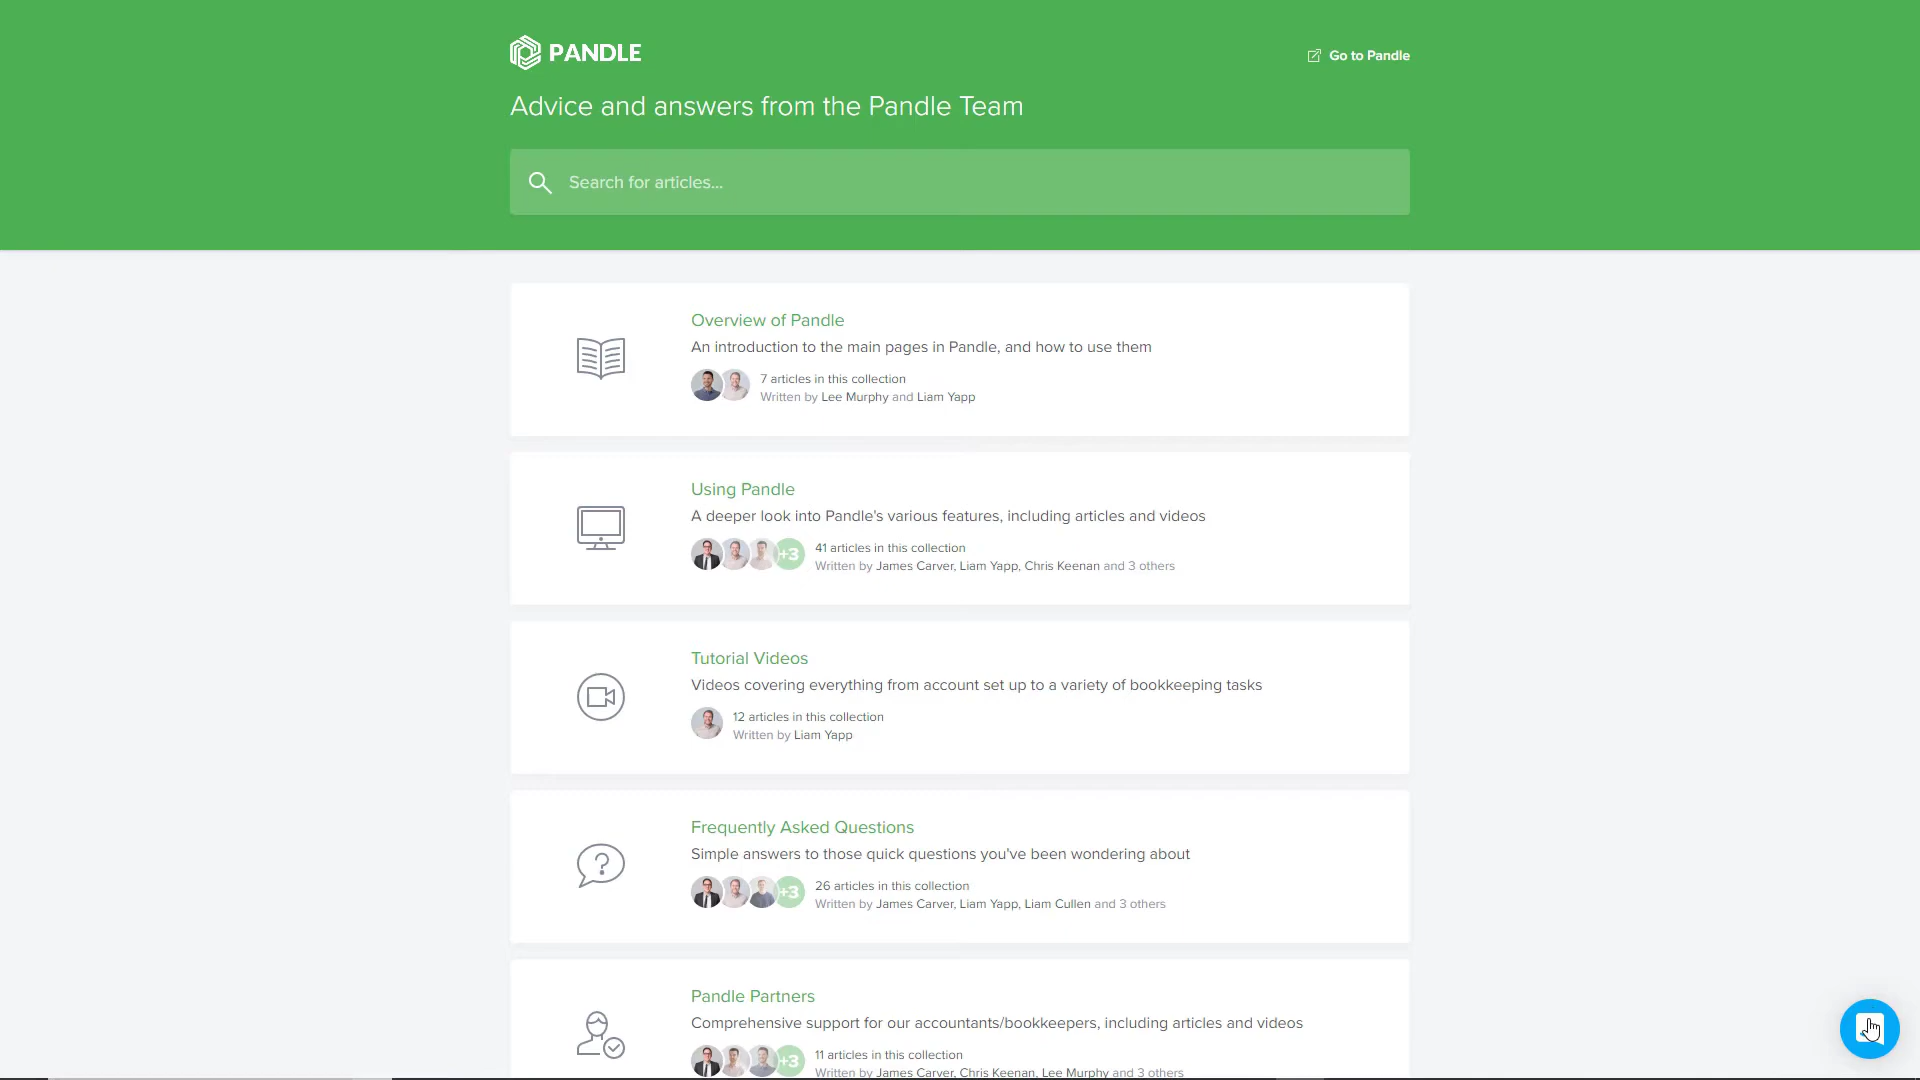 PANDLE
Go to Pandle
Advice and answers from the Pandle Team
Search for articles...
Overview of Pandle
An introduction to the main pages in Pandle, and how to use them
7 articles in this collection
Written by Lee Murphy and Liam Yapp
Using Pandle
A deeper look into Pandle's various features, including articles and videos
+3
41 articles in this collection
Written by James Carver, Liam Yapp, Chris Keenan and 3 others
Tutorial Videos
Videos covering everything from account set up to a variety of bookkeeping tasks
12 articles in this collection
Written by Liam Yapp
Frequently Asked Questions
Simple answers to those quick questions you've been wondering about
+3
26 articles in this collection
Written by James Carver, Liam Yapp, Liam Cullen and 3 others
Pandle Partners
Comprehensive support for our accountants/bookkeepers, including articles and videos
+3
11 articles in this collection
Written by James Carver, Chris Keenan, Lee Murphy and 3 others